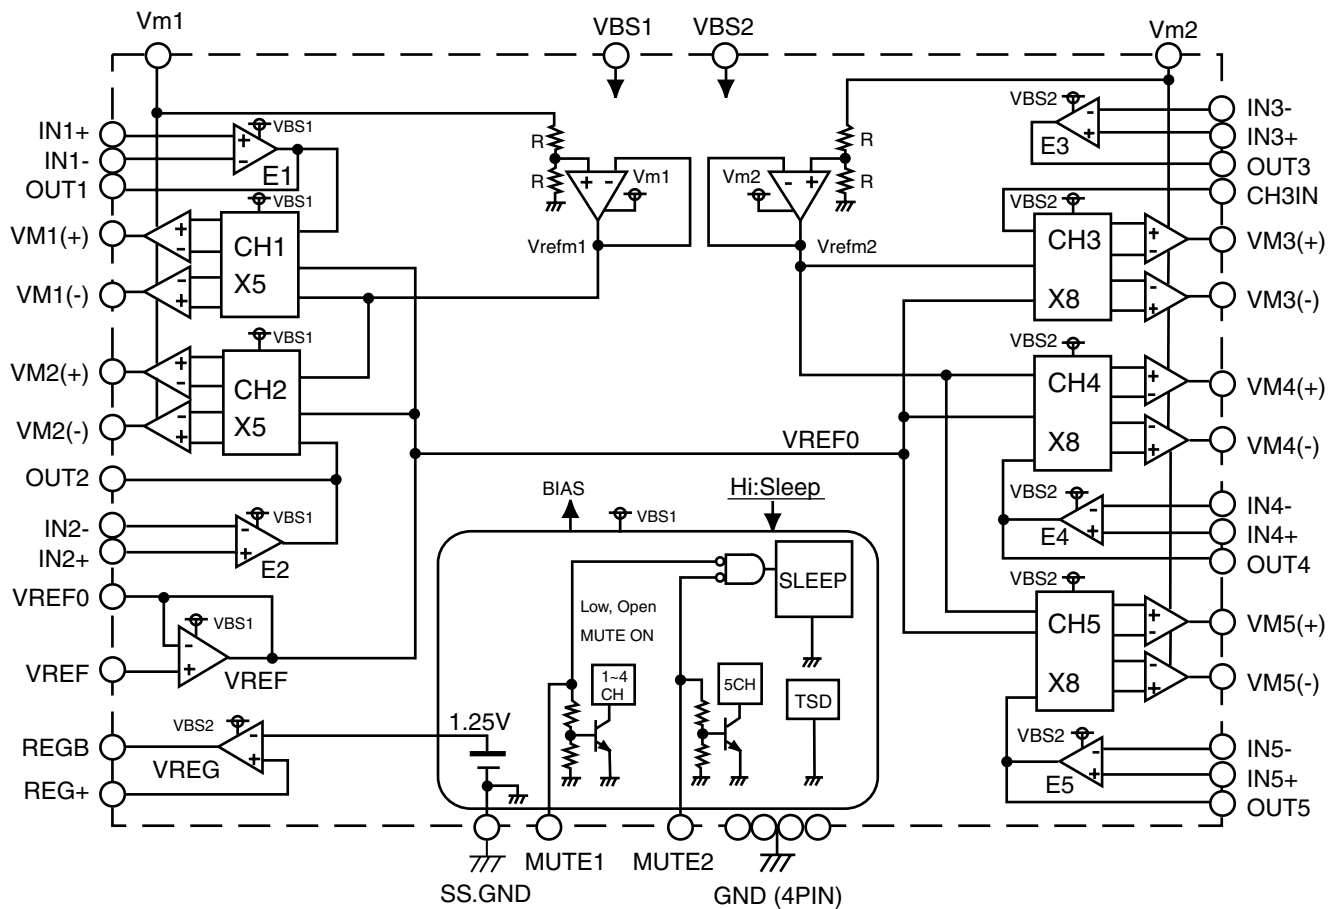 Vm1
VBS1
VBS2
Vm2
IN1+
IN1-
OUT1
VM1(+)
VM1(-)
VM2(+)
VM2(-)
OUT2
IN2-
IN2+
VREF0
VREF
REGB
REG+
+
-
VBS1
E1
VBS1
CH1
X5
+
-
-
+
VBS1
CH2
X5
+
-
-
+
VBS1
-
+
E2
VBS1
-
+
VREF
VBS2
-
+
VREG
1.25V
R
R
+
-
Vm1
Vrefm1
R
R
-
+
Vm2
Vrefm2
VREF0
BIAS
VBS1
Hi:Sleep
SLEEP
Low, Open
MUTE ON
1~4
CH
5CH
TSD
VBS2
-
+
E3
VBS2
CH3
X8
+
-
-
+
VBS2
CH4
X8
+
-
-
+
VBS2
-
+
E4
VBS2
CH5
X8
+
-
-
+
VBS2
-
+
E5
IN3-
IN3+
OUT3
CH3IN
VM3(+)
VM3(-)
VM4(+)
VM4(-)
IN4-
IN4+
OUT4
VM5(+)
VM5(-)
IN5-
IN5+
OUT5
SS.GND
MUTE1
MUTE2
GND (4PIN)